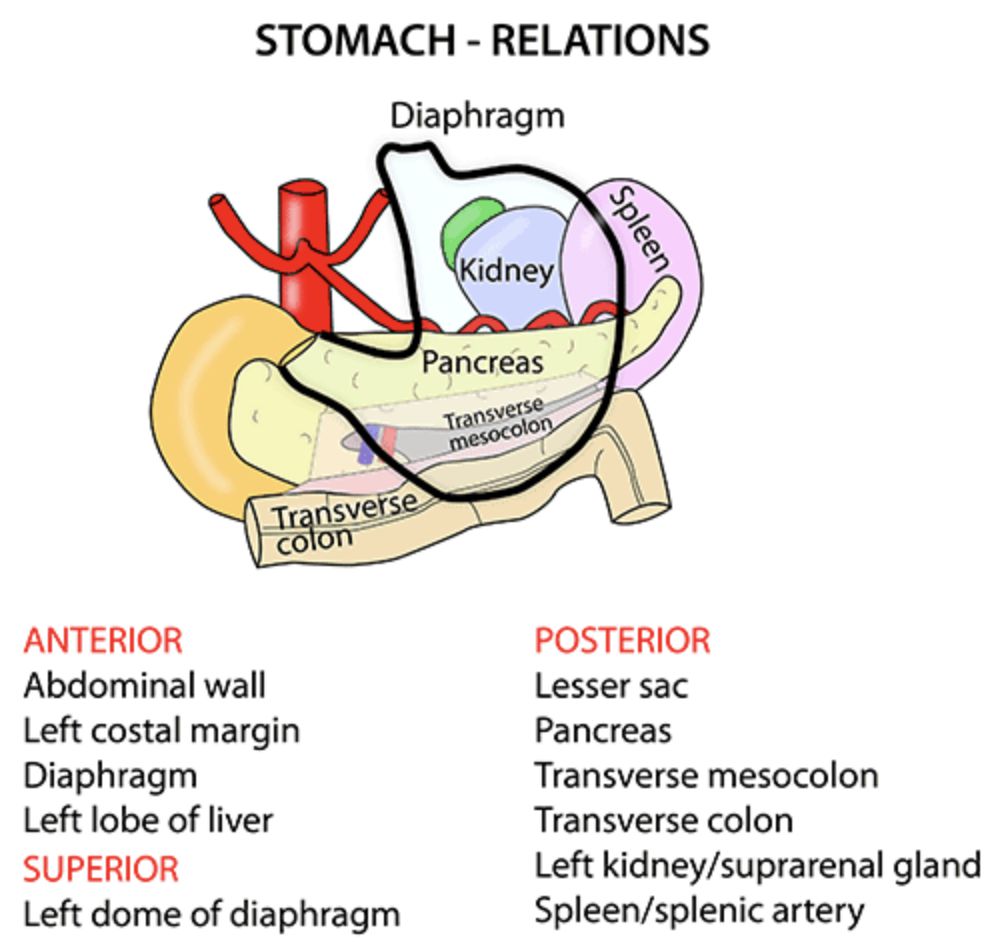 STOMACH - RELATIONS
Diaphragm
Spleen
Kidney
Pancreas
Transverse
mesocolon
Transverse
colon
ANTERIOR
Abdominal wall
Left costal margin
Diaphragm
Left lobe of liver
SUPERIOR
Left dome of diaphragm
POSTERIOR
Lesser sac
Pancreas
Transverse mesocolon
Transverse colon
Left kidney/suprarenal gland
Spleen/splenic artery